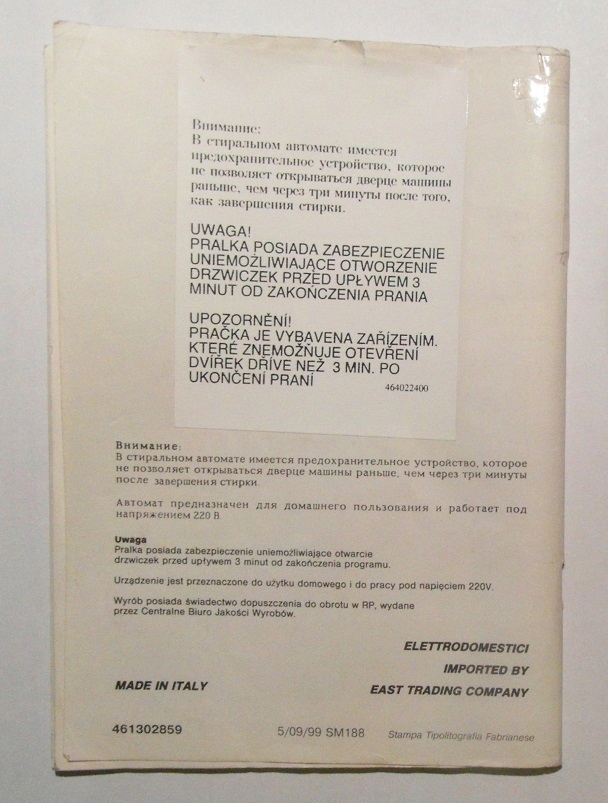 Внимание:
В стиральном автомате имеется
предохранительное устройство, которое
не позволяет открываться дверце машины
раньше, чем через три минуты после того,
как завершения стирки.
UWAGA!
PRALKA POSIADA ZABEZPIECZENIE
UNIEMOŻLIWIAJĄCE OTWORZENIE
DRZWICZEK PRZED UPŁYWEM 3
MINUT OD ZAKOŃCZENIA PRANIA
UPOZORNĚNÍ!
PRAČKA JE VYBAVENA ZAŘÍZENÍM.
KTERÉ ZNEMOŽŇUJE OTEVŘENÍ
DVÍŘEK DŘÍVE NEŽ 3 MIN. PO
UKONČENÍ PRANÍ
464022400
Внимание:
В стиральном автомате имеется предохранительное устройство, которое
не позволяет открываться дверце машины раньше, чем через три минуты
после завершения стирки.
Автомат предназначен для домашнего пользования и работает под
напряжением 220 В
Uwaga
Pralka posiada zabezpieczenie uniemożliwiające otwarcie
drzwiczek przed upływem 3 minut od zakończenia programu.
Urządzenie jest przeznaczone do użytku domowego i do pracy pod napięciem 220V.
Wyrób posiada świadectwo dopuszczenia do obrotu w RP, wydane
przez Centralne Biuro Jakości Wyrobów.
ELETTRODOMESTICI
IMPORTED BY
MADE IN ITALY EAST TRADING COMPANY
461302859 5/09/99 SM188 Stampa Tipolitografia Fabrianese